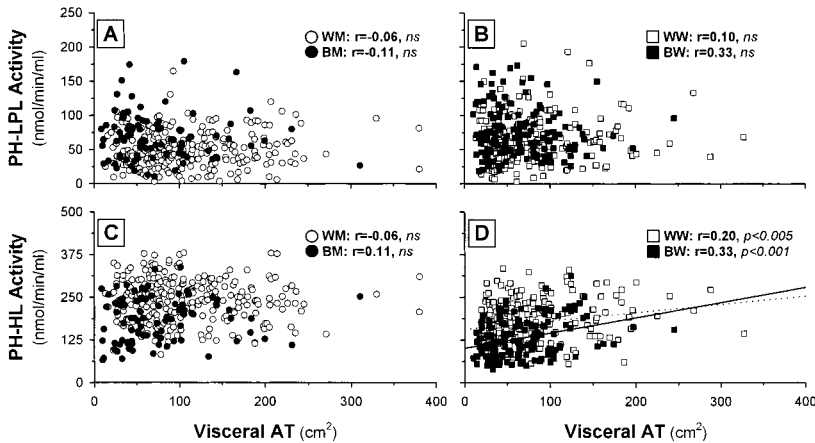 A
WM: r=-0.06, ns
BM: r=-0.11, ns
B
WW: r=0.10, ns
BW: r=0.33, ns
PH-LPL Activity
(nmol/min/ml)
250
200
150
100
50
0
C
WM: r=-0.06, ns
BM: r=0.11, ns
D
WW: r=0.20, p<0.005
BW: r=0.33, p<0.001
PH-HL Activity
(nmol/min/ml)
500
375
250
125
0
0 100 200 300 400 0 100 200 300 400
Visceral AT (cm²) Visceral AT (cm²)